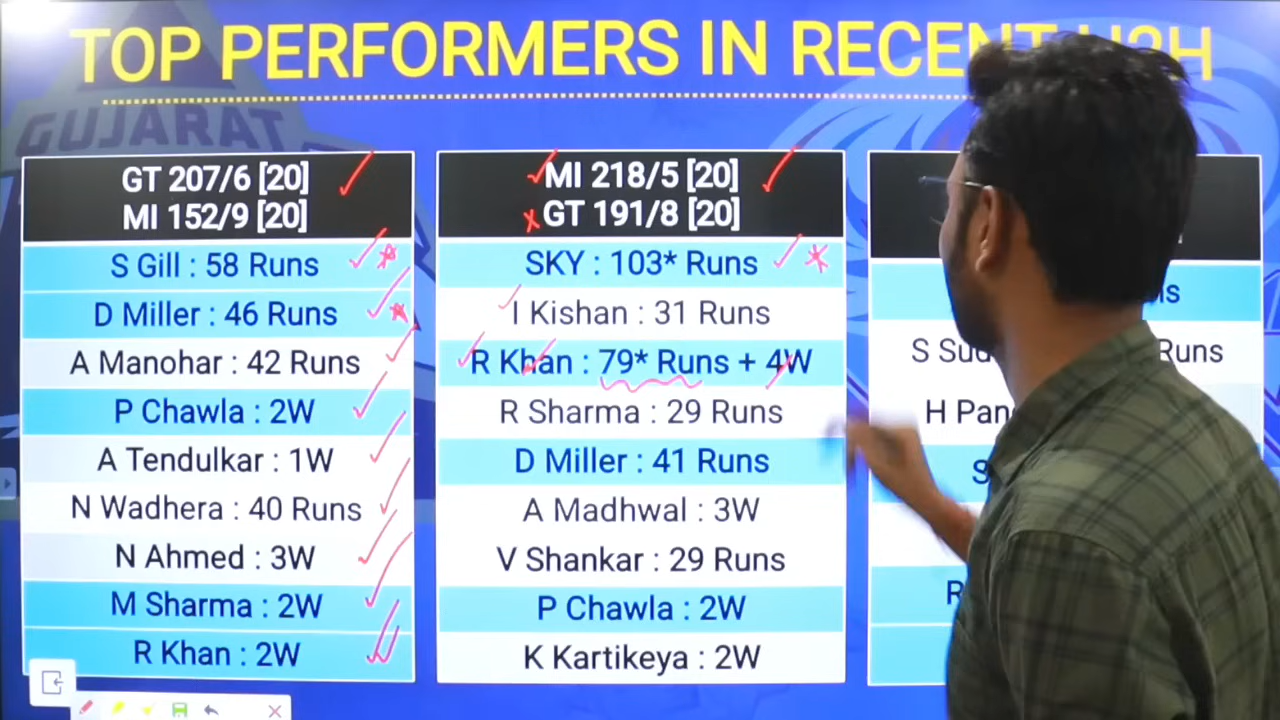 TOP PERFORMERS IN RECENT H2H
GUJARAT
GT 207/6 [20]
MI 152/9 [20]
S Gill : 58 Runs
D Miller : 46 Runs
A Manohar : 42 Runs
P Chawla : 2W
A Tendulkar : 1W
N Wadhera : 40 Runs
N Ahmed : 3W
M Sharma : 2W
R Khan : 2W
MI 218/5 [20]
GT 191/8 [20]
SKY : 103* Runs
I Kishan : 31 Runs
R Khan : 79* Runs + 4W
R Sharma : 29 Runs
D Miller : 41 Runs
A Madhwal : 3W
V Shankar : 29 Runs
P Chawla : 2W
K Kartikeya : 2W
S Runs
H